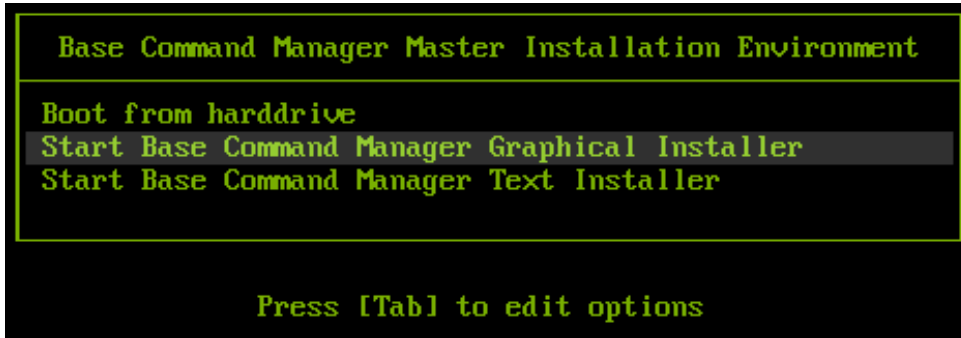 Base Command Manager Master Installation Environment
Boot from harddrive
Start Base Command Manager Graphical Installer
Start Base Command Manager Text Installer
Press [Tab] to edit options